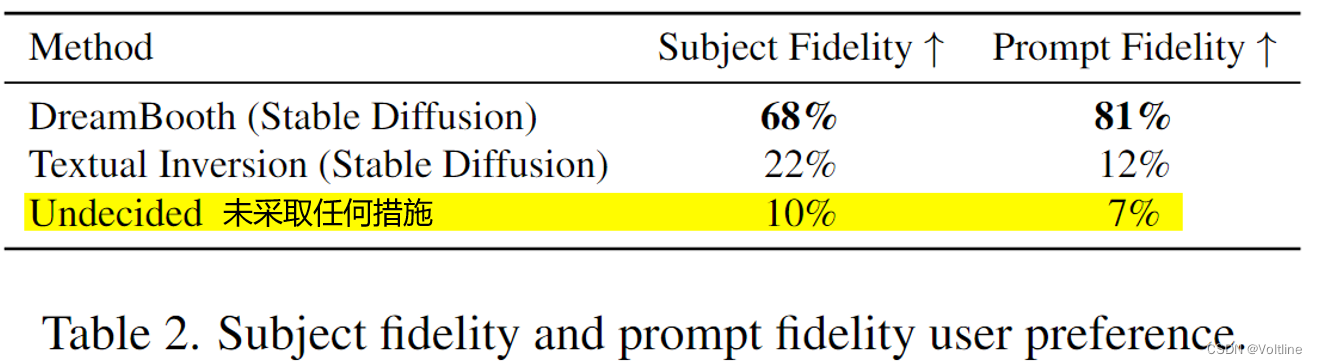 Method Subject Fidelity ↑ Prompt Fidelity ↑
DreamBooth (Stable Diffusion) 68% 81%
Textual Inversion (Stable Diffusion) 22% 12%
Undecided 未采取任何措施 10% 7%
Table 2. Subject fidelity and prompt fidelity user preference.
CSDN @Voltline